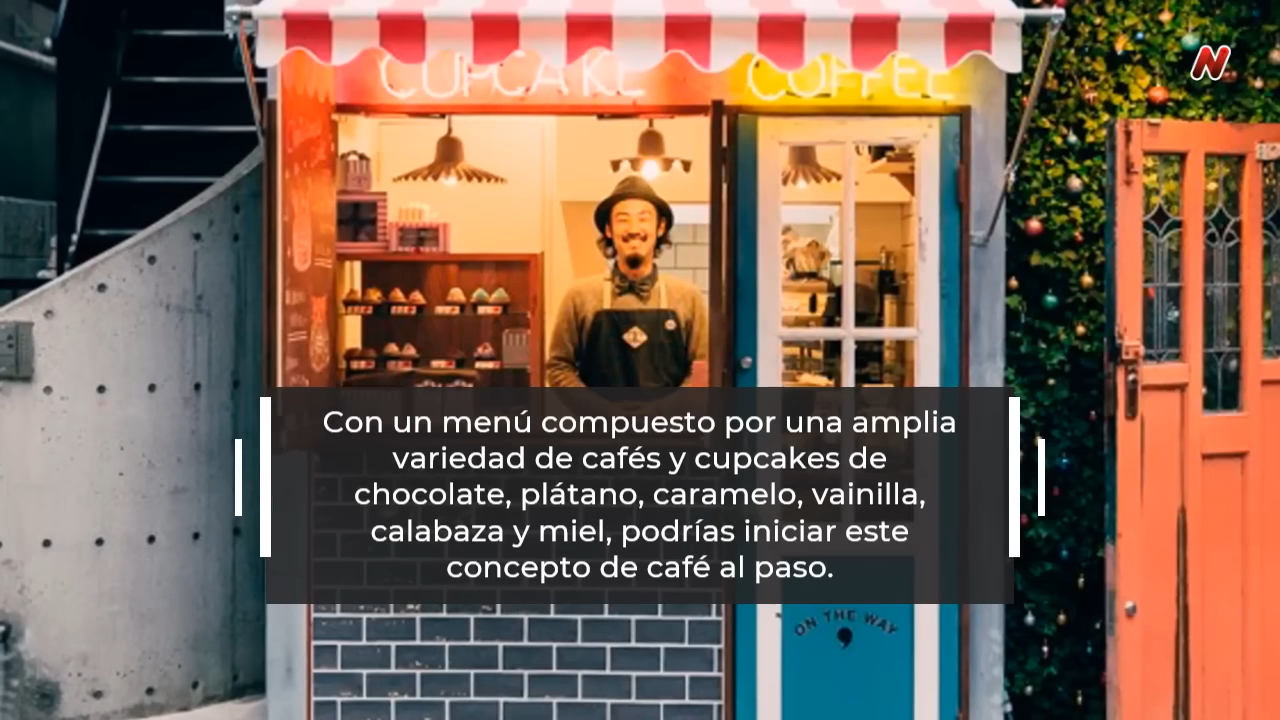 N
CUPCAKE COFFEE
Con un menú compuesto por una amplia
variedad de cafés y cupcakes de
chocolate, plátano, caramelo, vainilla,
calabaza y miel, podrías iniciar este
concepto de café al paso.
ON THE WAY